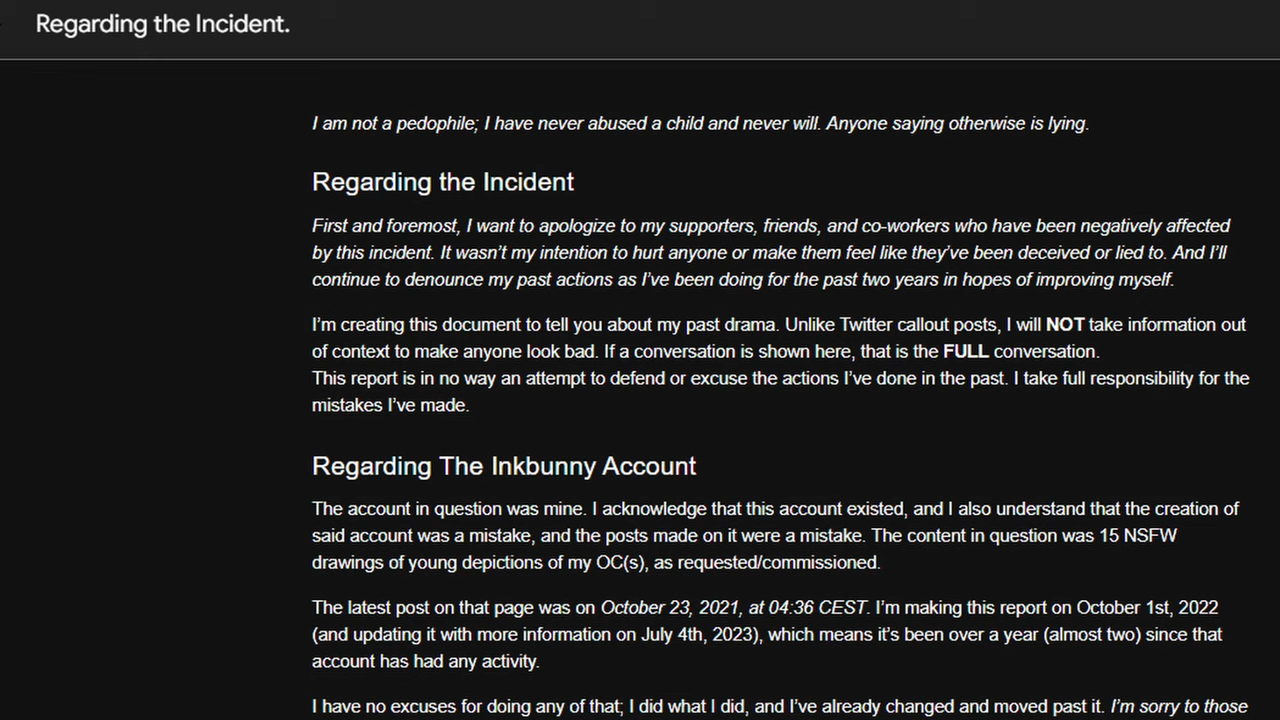 Regarding the Incident.
I am not a pedophile; I have never abused a child and never will. Anyone saying otherwise is lying.
Regarding the Incident
First and foremost, I want to apologize to my supporters, friends, and co-workers who have been negatively affected
by this incident. It wasn’t my intention to hurt anyone or make them feel like they’ve been deceived or lied to. And I’ll
continue to denounce my past actions as I’ve been doing for the past two years in hopes of improving myself.
I’m creating this document to tell you about my past drama. Unlike Twitter callout posts, I will NOT take information out
of context to make anyone look bad. If a conversation is shown here, that is the FULL conversation.
This report is in no way an attempt to defend or excuse the actions I’ve done in the past. I take full responsibility for the
mistakes I’ve made.
Regarding The Inkbunny Account
The account in question was mine. I acknowledge that this account existed, and I also understand that the creation of
said account was a mistake, and the posts made on it were a mistake. The content in question was 15 NSFW
drawings of young depictions of my OC(s), as requested/commissioned.
The latest post on that page was on October 23, 2021, at 04:36 CEST. I’m making this report on October 1st, 2022
(and updating it with more information on July 4th, 2023), which means it’s been over a year (almost two) since that
account has had any activity.
I have no excuses for doing any of that; I did what I did, and I’ve already changed and moved past it. I’m sorry to those